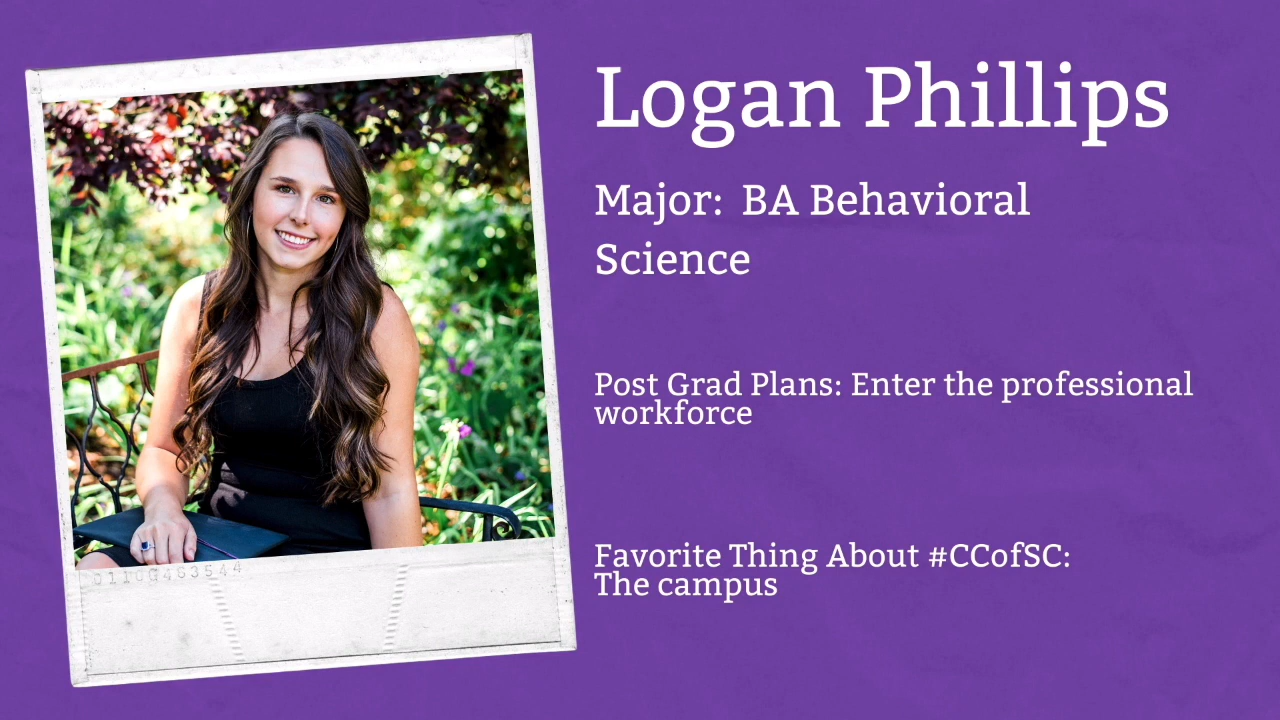 Logan Phillips
Major: BA Behavioral
Science
Post Grad Plans: Enter the professional
workforce
Favorite Thing About #CCofSC:
The campus
0110G463544